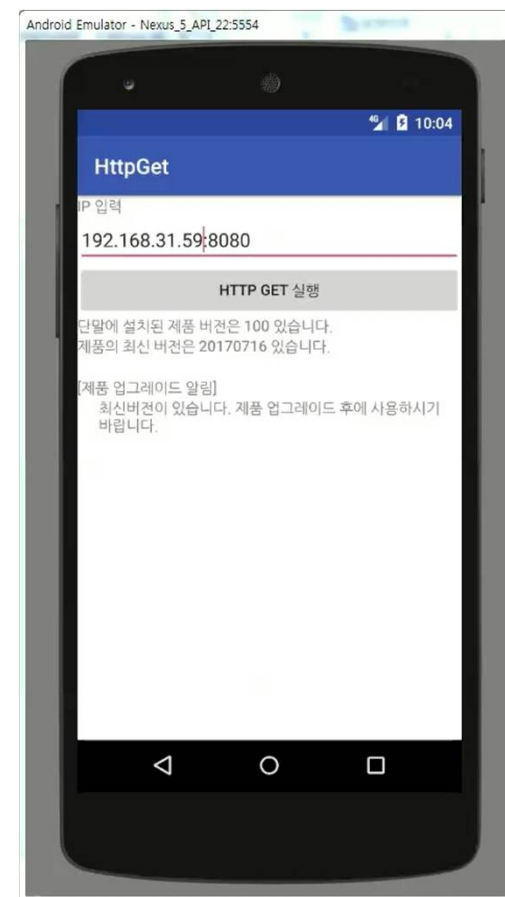 Android Emulator - Nexus_5_API_22:5554
4G 10:04
HttpGet
IP 입력
192.168.31.59:8080
HTTP GET 실행
단말에 설치된 제품 버전은 100 있습니다.
제품의 최신 버전은 20170716 있습니다.
[제품 업그레이드 알림]
최신버젼이 있습니다. 제품 업그레이드 후에 사용하시기
바랍니다.